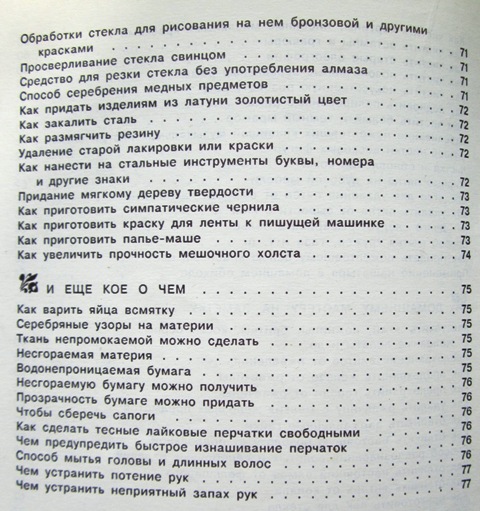 Обработки стекла для рисования на нем бронзовой и другими
красками . . . . . . . . . . . . . . . . . . . . . . 71
Просверливание стекла свинцом . . . . . . . . . . . . 71
Средство для резки стекла без употребления алмаза . . . . 71
Способ серебрения медных предметов . . . . . . . . . . 71
Как придать изделиям из латуни золотистый цвет . . . . . 72
Как закалить сталь . . . . . . . . . . . . . . . . . 72
Как размягчить резину . . . . . . . . . . . . . . . . 72
Удаление старой лакировки или краски . . . . . . . . . 72
Как нанести на стальные инструменты буквы, номера
и другие знаки . . . . . . . . . . . . . . . . . . . 72
Придание мягкому дереву твердости . . . . . . . . . . 73
Как приготовить симпатические чернила . . . . . . . . . 73
Как приготовить краску для ленты к пишущей машинке . . . 73
Как приготовить папье-маше . . . . . . . . . . . . . 73
Как увеличить прочность мешочного холста . . . . . . . 74
И ЕЩЕ КОЕ О ЧЕМ . . . . . . . . . . . . . . . . . . 75
Как варить яйца всмятку . . . . . . . . . . . . . . . 75
Серебряные узоры на материи . . . . . . . . . . . . . 75
Ткань непромокаемой можно сделать . . . . . . . . . . 75
Несгораемая материя . . . . . . . . . . . . . . . . 75
Водонепроницаемая бумага . . . . . . . . . . . . . . 75
Несгораемую бумагу можно получить . . . . . . . . . . 76
Прозрачность бумаге можно придать . . . . . . . . . . 76
Чтобы сберечь сапоги . . . . . . . . . . . . . . . . 76
Как сделать тесные лайковые перчатки свободными . . . . 76
Чем предупредить быстрое изнашивание перчаток . . . . . 76
Способ мытья головы и длинных волос . . . . . . . . . 76
Чем устранить потение рук . . . . . . . . . . . . . . 77
Чем устранить неприятный запах рук . . . . . . . . . . 77